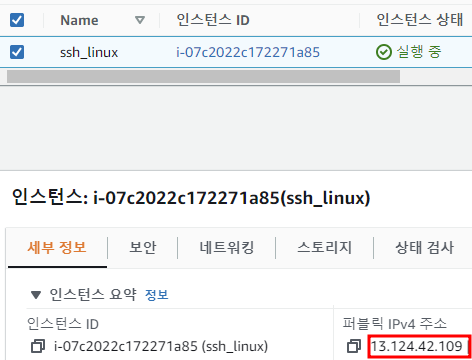 Name 인스턴스 ID 인스턴스 상태
ssh_linux i-07c2022c172271a85 실행 중
인스턴스: i-07c2022c172271a85(ssh_linux)
세부 정보 보안 네트워킹 스토리지 상태 검사
▼ 인스턴스 요약 정보
인스턴스 ID 퍼블릭 IPv4 주소
i-07c2022c172271a85 (ssh_linux) 13.124.42.109